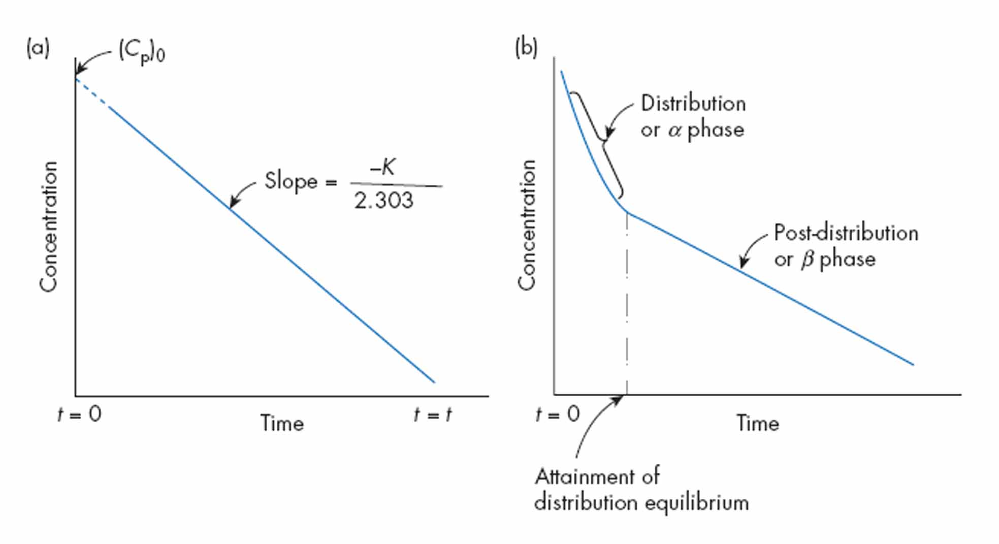 (a)
(Cp)0
Concentration
Slope = –K
2.303
t = 0
Time
t = t
(b)
Distribution
or α phase
Concentration
Post-distribution
or β phase
t = 0
Time
Attainment of
distribution equilibrium